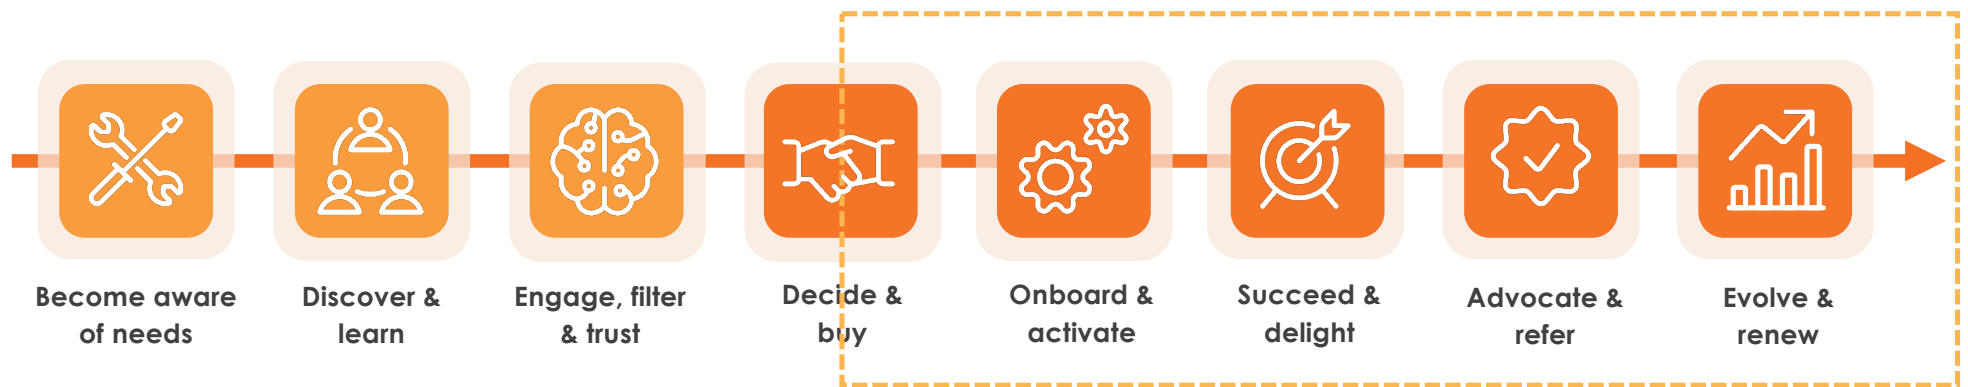 Become aware
of needs
Discover &
learn
Engage, filter
& trust
Decide &
buy
Onboard &
activate
Succeed &
delight
Advocate &
refer
Evolve &
renew